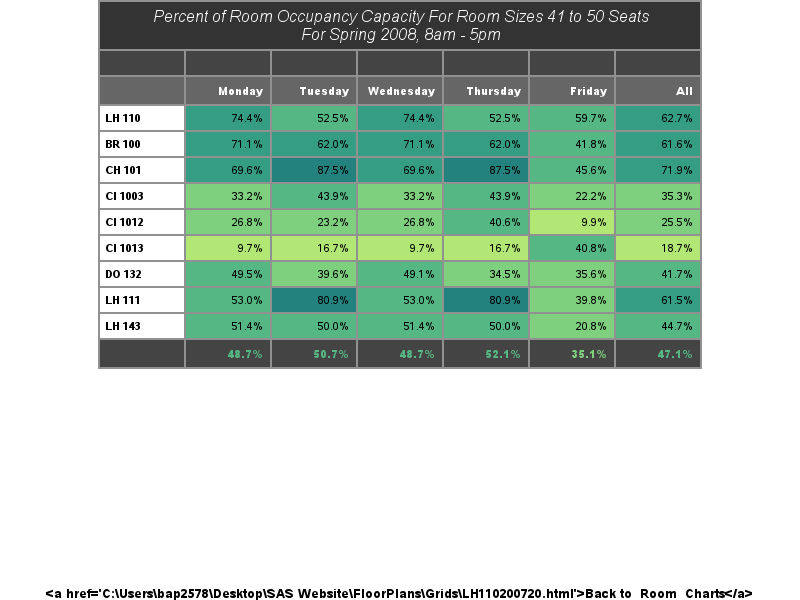 Percent of Room Occupancy Capacity For Room Sizes 41 to 50 Seats
For Spring 2008, 8am - 5pm
Monday Tuesday Wednesday Thursday Friday All
LH 110 74.4% 52.5% 74.4% 52.5% 59.7% 62.7%
BR 100 71.1% 62.0% 71.1% 62.0% 41.8% 61.6%
CH 101 69.6% 87.5% 69.6% 87.5% 45.6% 71.9%
CI 1003 33.2% 43.9% 33.2% 43.9% 22.2% 35.3%
CI 1012 26.8% 23.2% 26.8% 40.6% 9.9% 25.5%
CI 1013 9.7% 16.7% 9.7% 16.7% 40.8% 18.7%
DO 132 49.5% 39.6% 49.1% 34.5% 35.6% 41.7%
LH 111 53.0% 80.9% 53.0% 80.9% 39.8% 61.5%
LH 143 51.4% 50.0% 51.4% 50.0% 20.8% 44.7%
48.7% 50.7% 48.7% 52.1% 35.1% 47.1%
<a href='C:\Users\bap2578\Desktop\SAS Website\FloorPlans\Grids\LH110200720.html'>Back to Room Charts</a>